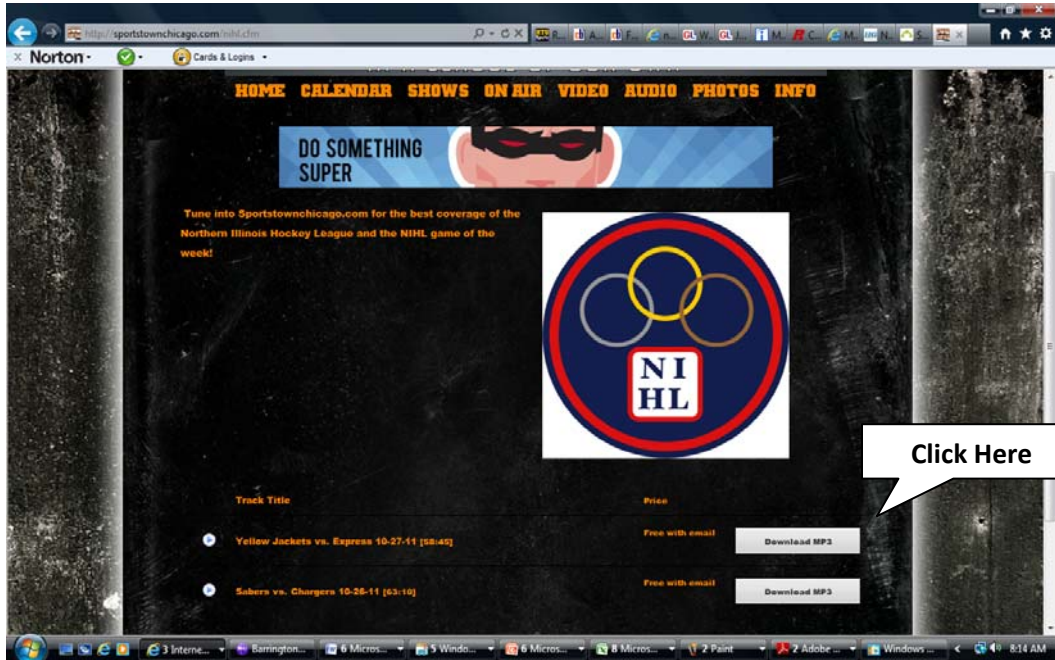 http://sportstownchicago.com/nihl.cfm
R... A... F... n... W... J... M... C... M... N... S...
× Norton- Cards & Logins
HOME CALENDAR SHOWS ON AIR VIDEO AUDIO PHOTOS INFO
DO SOMETHING
SUPER
Tune into Sportstownchicago.com for the best coverage of the
Northern Illinois Hockey League and the NIHL game of the
week!
NI
HL
Click Here
Track Title Price
Yellow Jackets vs. Express 10-27-11 [58:45] Free with email Download MP3
Sabers vs. Chargers 10-26-11 [63:10] Free with email Download MP3
3 Interne... Barrington... 6 Micros... 5 Windo... 6 Micros... 8 Micros... 2 Paint 2 Adobe ... Windows ... 8:14 AM